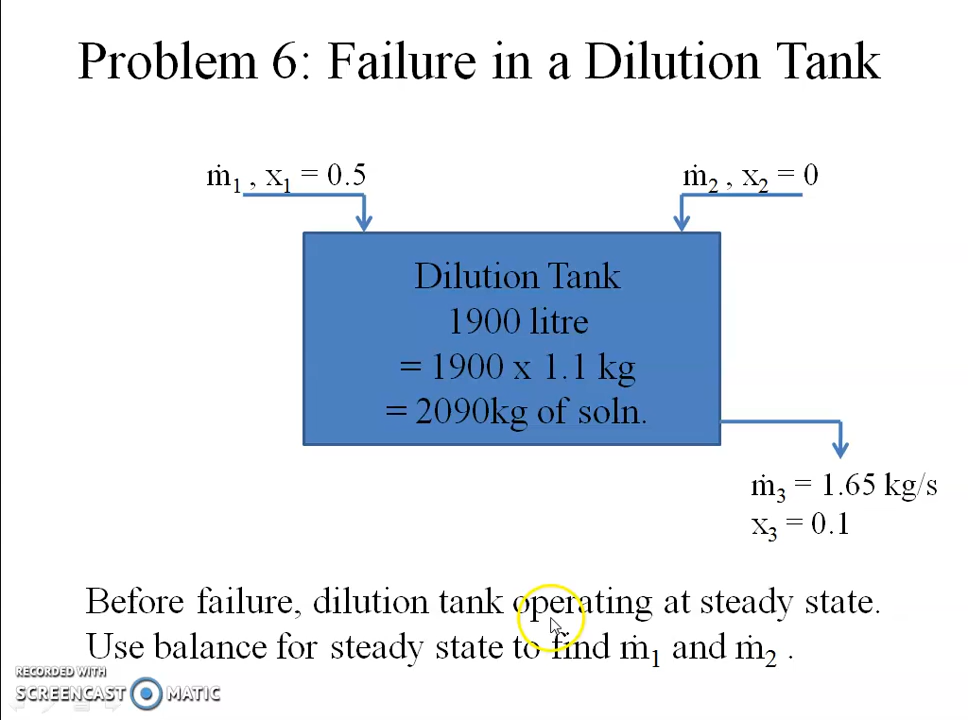 Problem 6: Failure in a Dilution Tank
ṁ₁ , x₁ = 0.5
ṁ₂ , x₂ = 0
Dilution Tank
1900 litre
= 1900 x 1.1 kg
= 2090kg of soln.
ṁ₃ = 1.65 kg/s
x₃ = 0.1
Before failure, dilution tank operating at steady state.
Use balance for steady state to find ṁ₁ and ṁ₂ .
RECORDED WITH
SCREENCAST MATIC